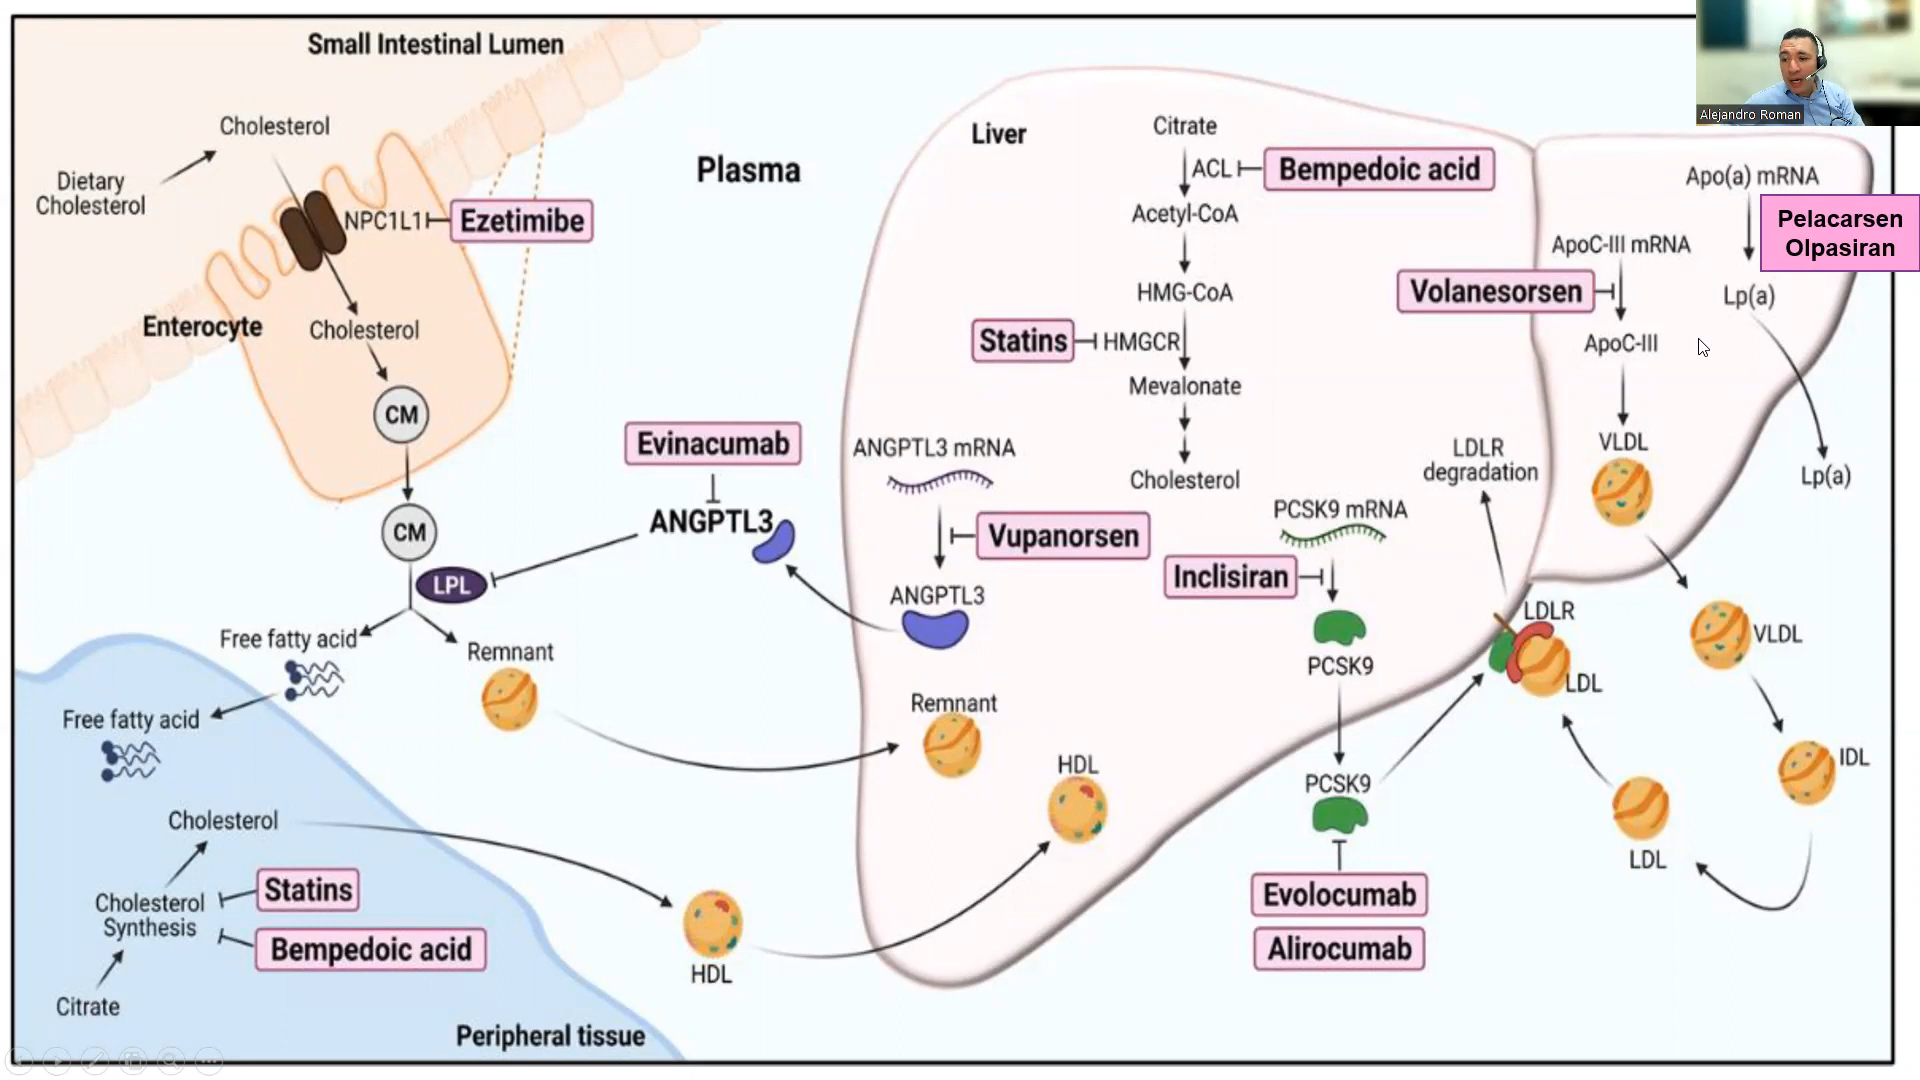 Small Intestinal Lumen
Cholesterol
Dietary
Cholesterol
NPC1L1
Ezetimibe
Enterocyte
Cholesterol
CM
CM
LPL
Free fatty acid
Remnant
Free fatty acid
Cholesterol
Cholesterol
Synthesis
Statins
Bempedoic acid
Citrate
Peripheral tissue
HDL
Plasma
Evinacumab
ANGPTL3
Liver
Citrate
ACL
Bempedoic acid
Acetyl-CoA
HMG-CoA
Statins
HMGCR
Mevalonate
Cholesterol
ANGPTL3 mRNA
Vupanorsen
ANGPTL3
Remnant
HDL
PCSK9 mRNA
Inclisiran
PCSK9
PCSK9
Evolocumab
Alirocumab
LDLR
degradation
LDLR
LDL
LDL
Alejandro Roman
Apo(a) mRNA
Pelacarsen
Olpasiran
ApoC-III mRNA
Volanesorsen
Lp(a)
ApoC-III
VLDL
Lp(a)
VLDL
IDL